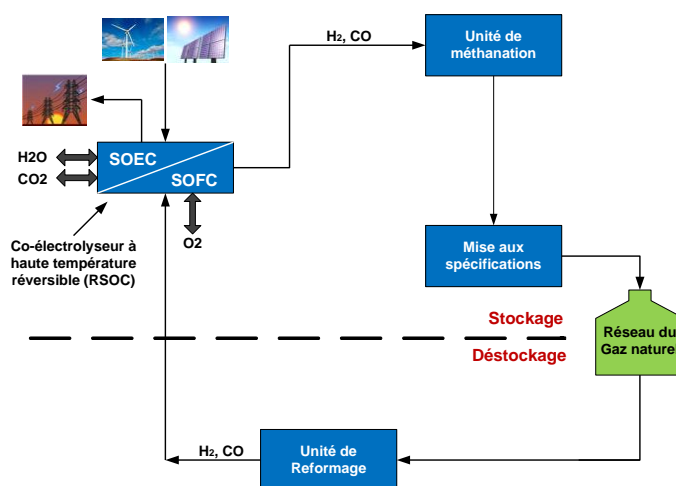 H2, CO
Unité de
méthanation
H2O
CO2
SOEC
SOFC
O2
Co-électrolyseur à
haute température
réversible (RSOC)
Mise aux
spécifications
Stockage
Déstockage
Réseau du
Gaz naturel
H2, CO
Unité de
Reformage